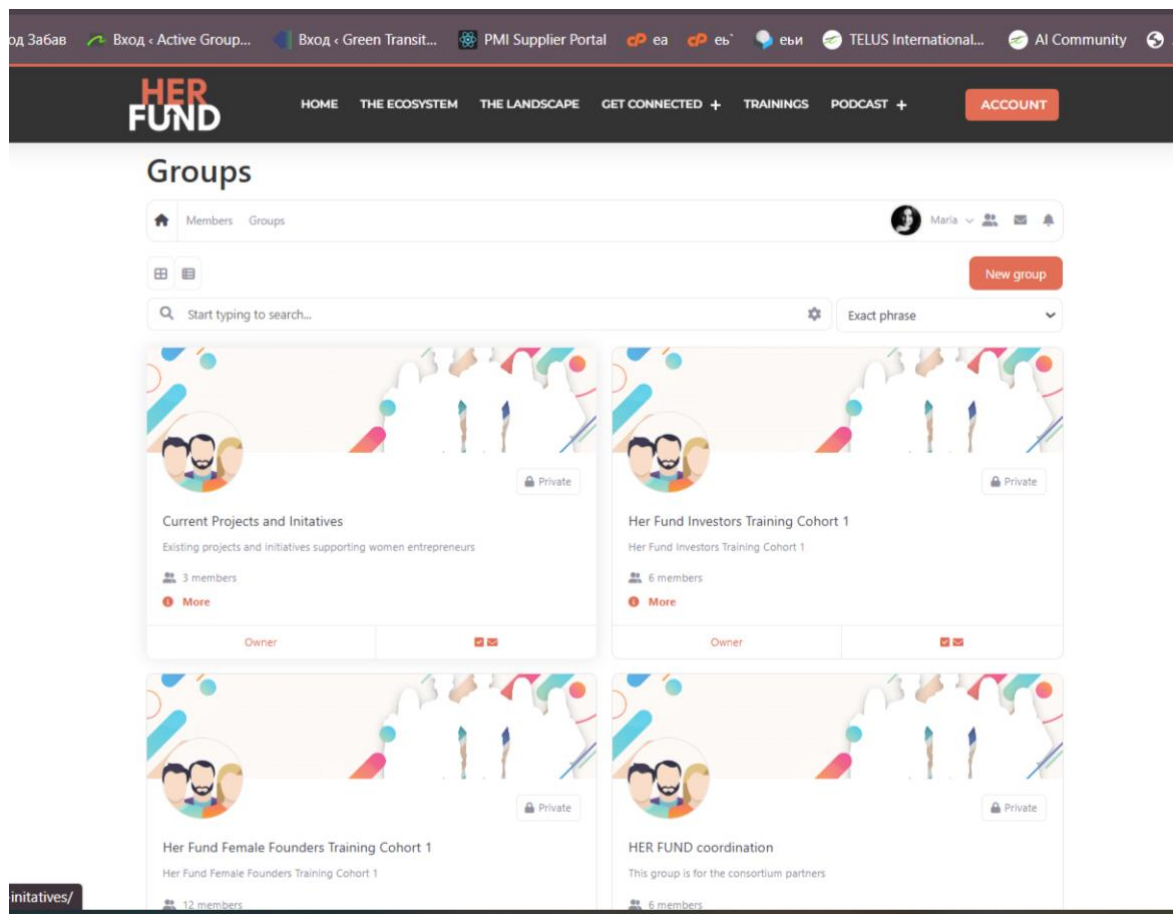 од Забав Вход ‹ Active Group... Вход ‹ Green Transit... PMI Supplier Portal еа еь` еьи TELUS International... AI Community
HER FUND
HOME THE ECOSYSTEM THE LANDSCAPE GET CONNECTED + TRAININGS PODCAST + ACCOUNT
Groups
Members Groups Maria
New group
Start typing to search... Exact phrase
Private Private
Current Projects and Initatives Her Fund Investors Training Cohort 1
Existing projects and initiatives supporting women entrepreneurs Her Fund Investors Training Cohort 1
3 members 6 members
More More
Owner Owner
Private Private
Her Fund Female Founders Training Cohort 1 HER FUND coordination
Her Fund Female Founders Training Cohort 1 This group is for the consortium partners
12 members 6 members
initatives/